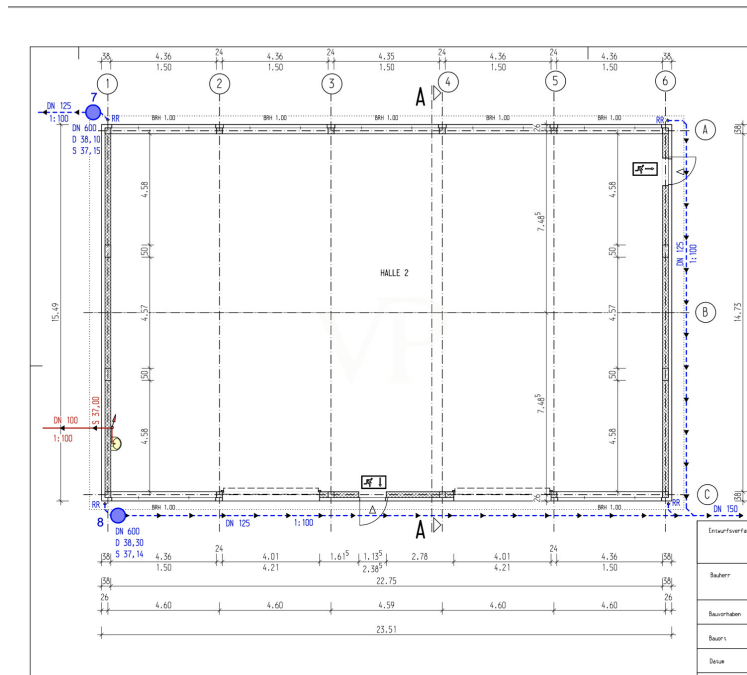 38 4.36 24 4.36 4.35 24 4.36 4.36 38
1.50 1.50 1.50 1.50 1.50
1 2 3 4 5 6
A
7
DN 125
1:100
RR
BRH 1.00 BRH 1.00 BRH 1.00 BRH 1.00 BRH 1.00
RR
A
DN 600
D 38,10
S 37,15
26
38
4.58
7.48⁵
4.58
50
50
DN 125
1:100
HALLE 2
15.49
4.57
4.57
B
14.73
VF
50
50
S 37,00
DN 100
1:100
4.58
7.48⁵
4.58
RR
BRH 1.00
26
BRH 1.00
RR
C
38
8
DN 125
1:100
A
DN 150
DN 600
D 38,30
S 37,14
Entwurfsverfa
38 4.36 24 4.01 1.61⁵ 1.13⁵ 2.78 4.01 4.36 38
1.50 4.21 2.38⁵ 4.21 1.50
38 22.75 38
Bauherr
26 4.60 4.60 4.59 4.60 4.60 26
Bauvorhaben
23.51
Bauort
Datum